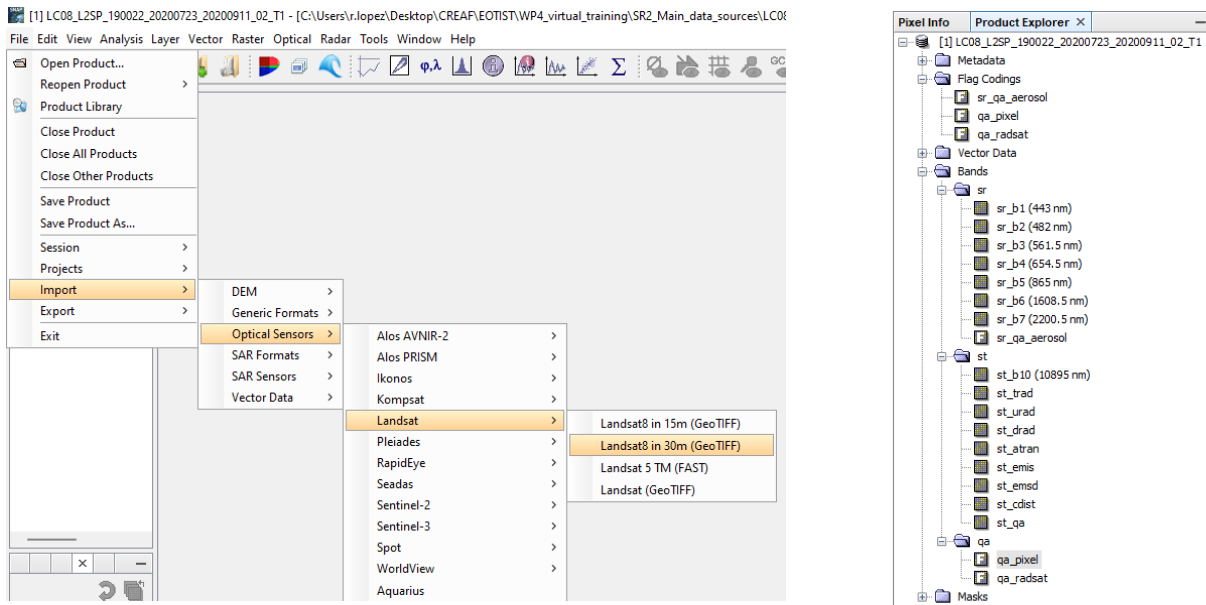 [1] LC08_L2SP_190022_20200723_20200911_02_T1 - [C:\Users\r.lopez\Desktop\CREAF\EOTIST\WP4_virtual_training\SR2_Main_data_sources\LC08
File Edit View Analysis Layer Vector Raster Optical Radar Tools Window Help
Open Product...
Reopen Product
Product Library
Close Product
Close All Products
Close Other Products
Save Product
Save Product As...
Session
Projects
Import
Export
Exit
DEM
Generic Formats
Optical Sensors
SAR Formats
SAR Sensors
Vector Data
Alos AVNIR-2
Alos PRISM
Ikonos
Kompsat
Landsat
Pleiades
RapidEye
Seadas
Sentinel-2
Sentinel-3
Spot
WorldView
Aquarius
Landsat8 in 15m (GeoTIFF)
Landsat8 in 30m (GeoTIFF)
Landsat 5 TM (FAST)
Landsat (GeoTIFF)
Pixel Info Product Explorer ×
[1] LC08_L2SP_190022_20200723_20200911_02_T1
Metadata
Flag Codings
sr_qa_aerosol
qa_pixel
qa_radsat
Vector Data
Bands
sr
sr_b1 (443 nm)
sr_b2 (482 nm)
sr_b3 (561.5 nm)
sr_b4 (654.5 nm)
sr_b5 (865 nm)
sr_b6 (1608.5 nm)
sr_b7 (2200.5 nm)
sr_qa_aerosol
st
st_b10 (10895 nm)
st_trad
st_urad
st_drad
st_atran
st_emis
st_emsd
st_cdist
st_qa
qa
qa_pixel
qa_radsat
Masks